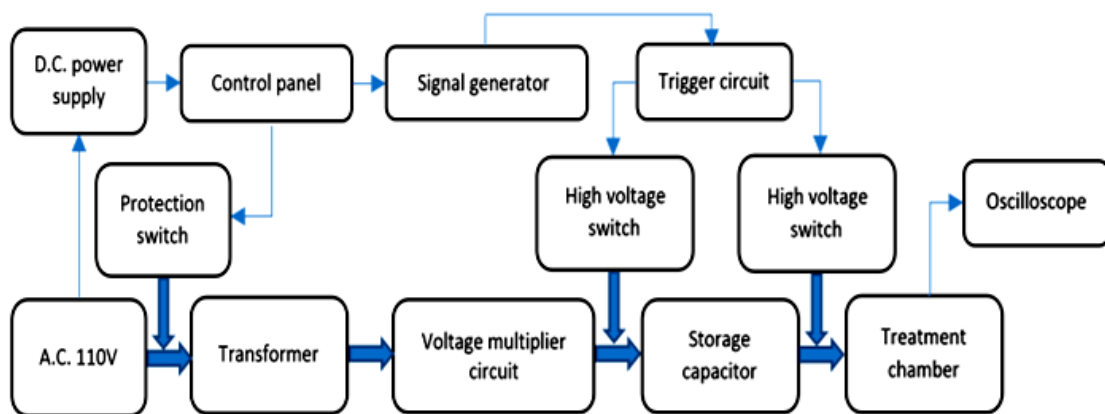 D.C. power
supply
Control panel
Signal generator
Trigger circuit
Protection
switch
High voltage
switch
High voltage
switch
Oscilloscope
A.C. 110V
Transformer
Voltage multiplier
circuit
Storage
capacitor
Treatment
chamber